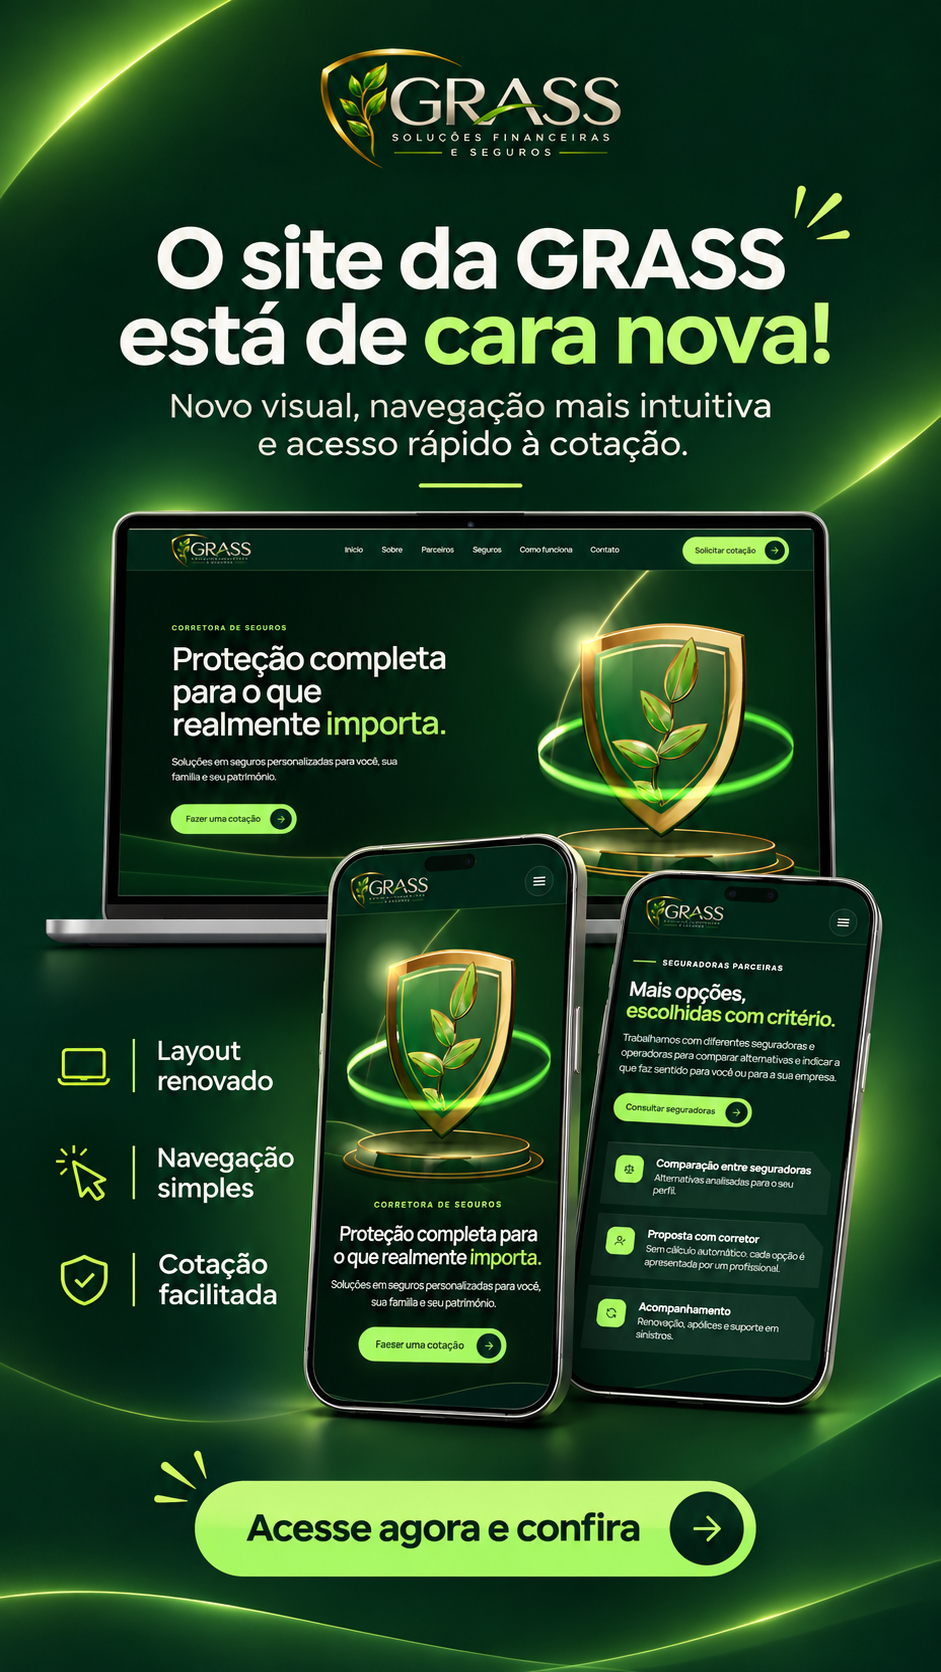 GRASS
SOLUÇÕES FINANCEIRAS
E SEGUROS
O site da GRASS
está de cara nova!
Novo visual, navegação mais intuitiva
e acesso rápido à cotação.
GRASS
E SEGUROS
Início Sobre Parceiros Seguros Como funciona Contato
Solicitar cotação
CORRETORA DE SEGUROS
Proteção completa
para o que
realmente importa.
Soluções em seguros personalizadas para você, sua
família e seu patrimônio.
Fazer uma cotação
Layout
renovado
Navegação
simples
Cotação
facilitada
GRASS
CORRETORA DE SEGUROS
Proteção completa para
o que realmente importa.
Soluções em seguros personalizadas para você,
sua família e seu patrimônio.
Faeser uma cotação
GRASS
SEGURADORAS PARCEIRAS
Mais opções,
escolhidas com critério.
Trabalhamos com diferentes seguradoras e
operadoras para comparar alternativas e indicar a
que faz sentido para você ou para a sua empresa.
Consultar seguradoras
Comparação entre seguradoras
Alternativas analisadas para o seu
perfil.
Proposta com corretor
Sem cálculo automático: cada opção é
apresentada por um profissional.
Acompanhamento
Renovação, apólices e suporte em
sinistros.
Acesse agora e confira